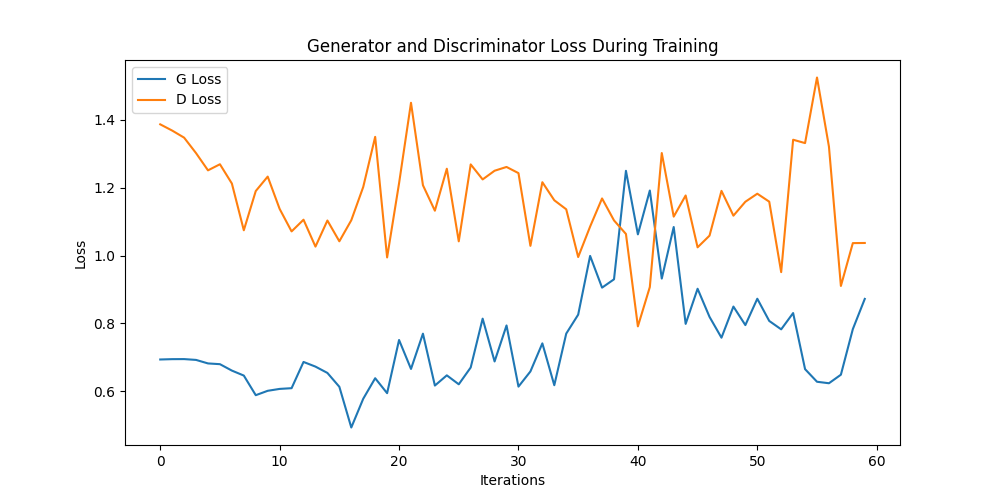 Generator and Discriminator Loss During Training
G Loss
D Loss
Loss
1.4
1.2
1.0
0.8
0.6
0 10 20 30 40 50 60
Iterations